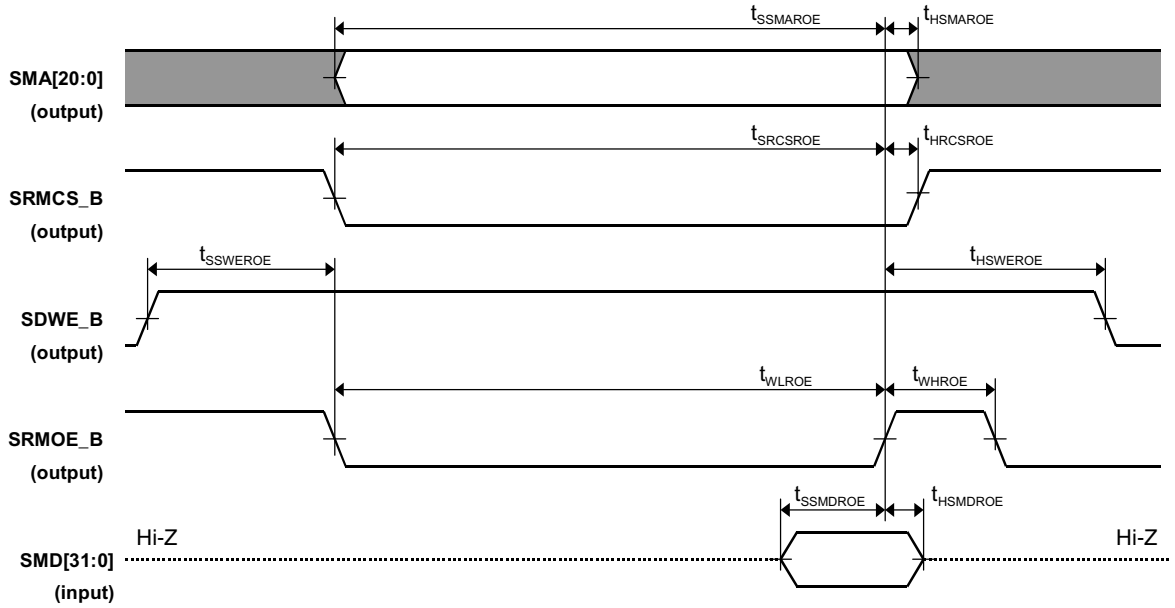 tSSMAROE tHSMAROE
SMA[20:0]
(output)
tSRCSROE tHRCSROE
SRMCS_B
(output)
tSSWEROE tHSWEROE
SDWE_B
(output)
tWLROE tWHROE
SRMOE_B
(output)
tSSMDROE tHSMDROE
Hi-Z Hi-Z
SMD[31:0]
(input)